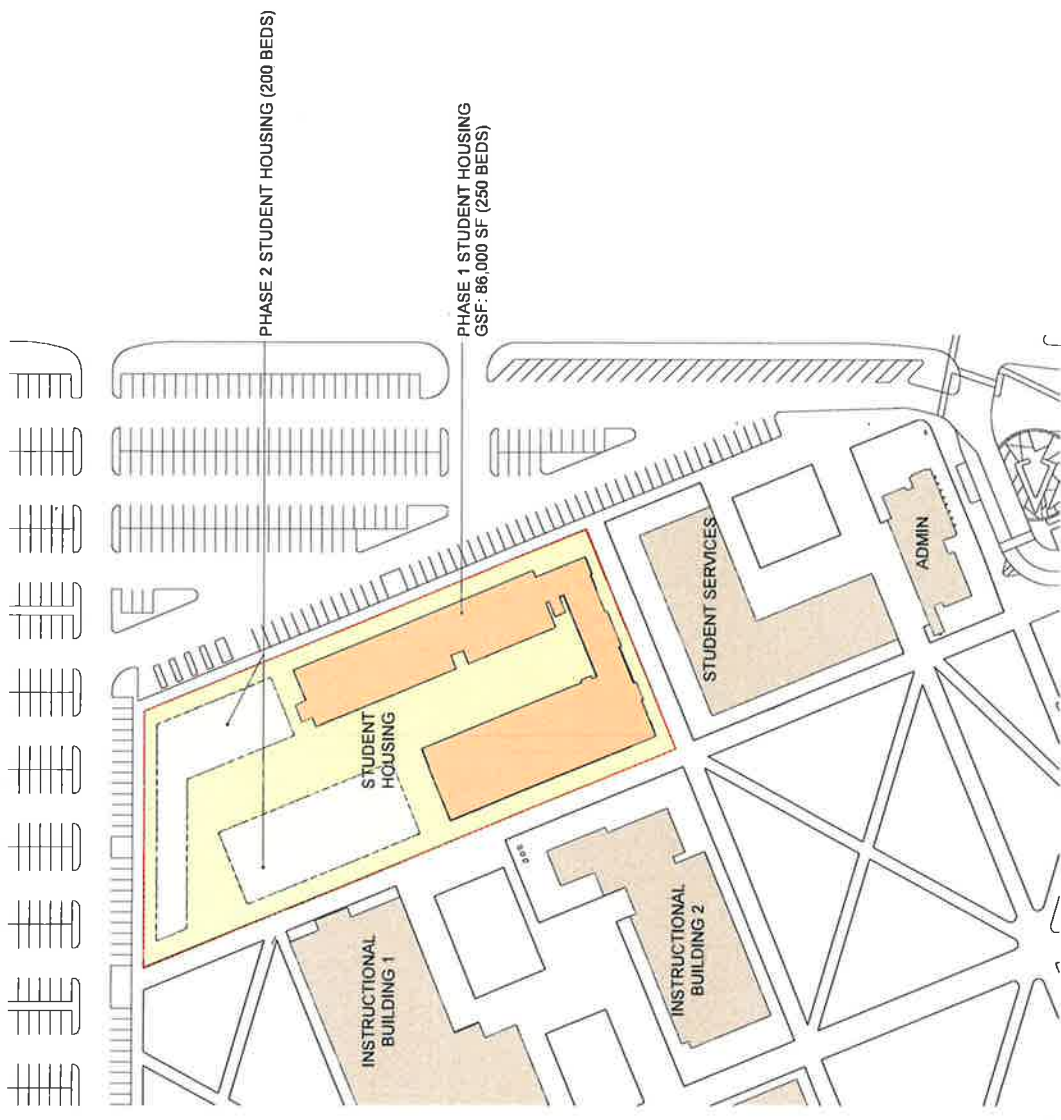 PHASE 2 STUDENT HOUSING (200 BEDS)
PHASE 1 STUDENT HOUSING
GSF: 86,000 SF (250 BEDS)
STUDENT
HOUSING
STUDENT SERVICES
ADMIN
INSTRUCTIONAL
BUILDING 1
INSTRUCTIONAL
BUILDING 2